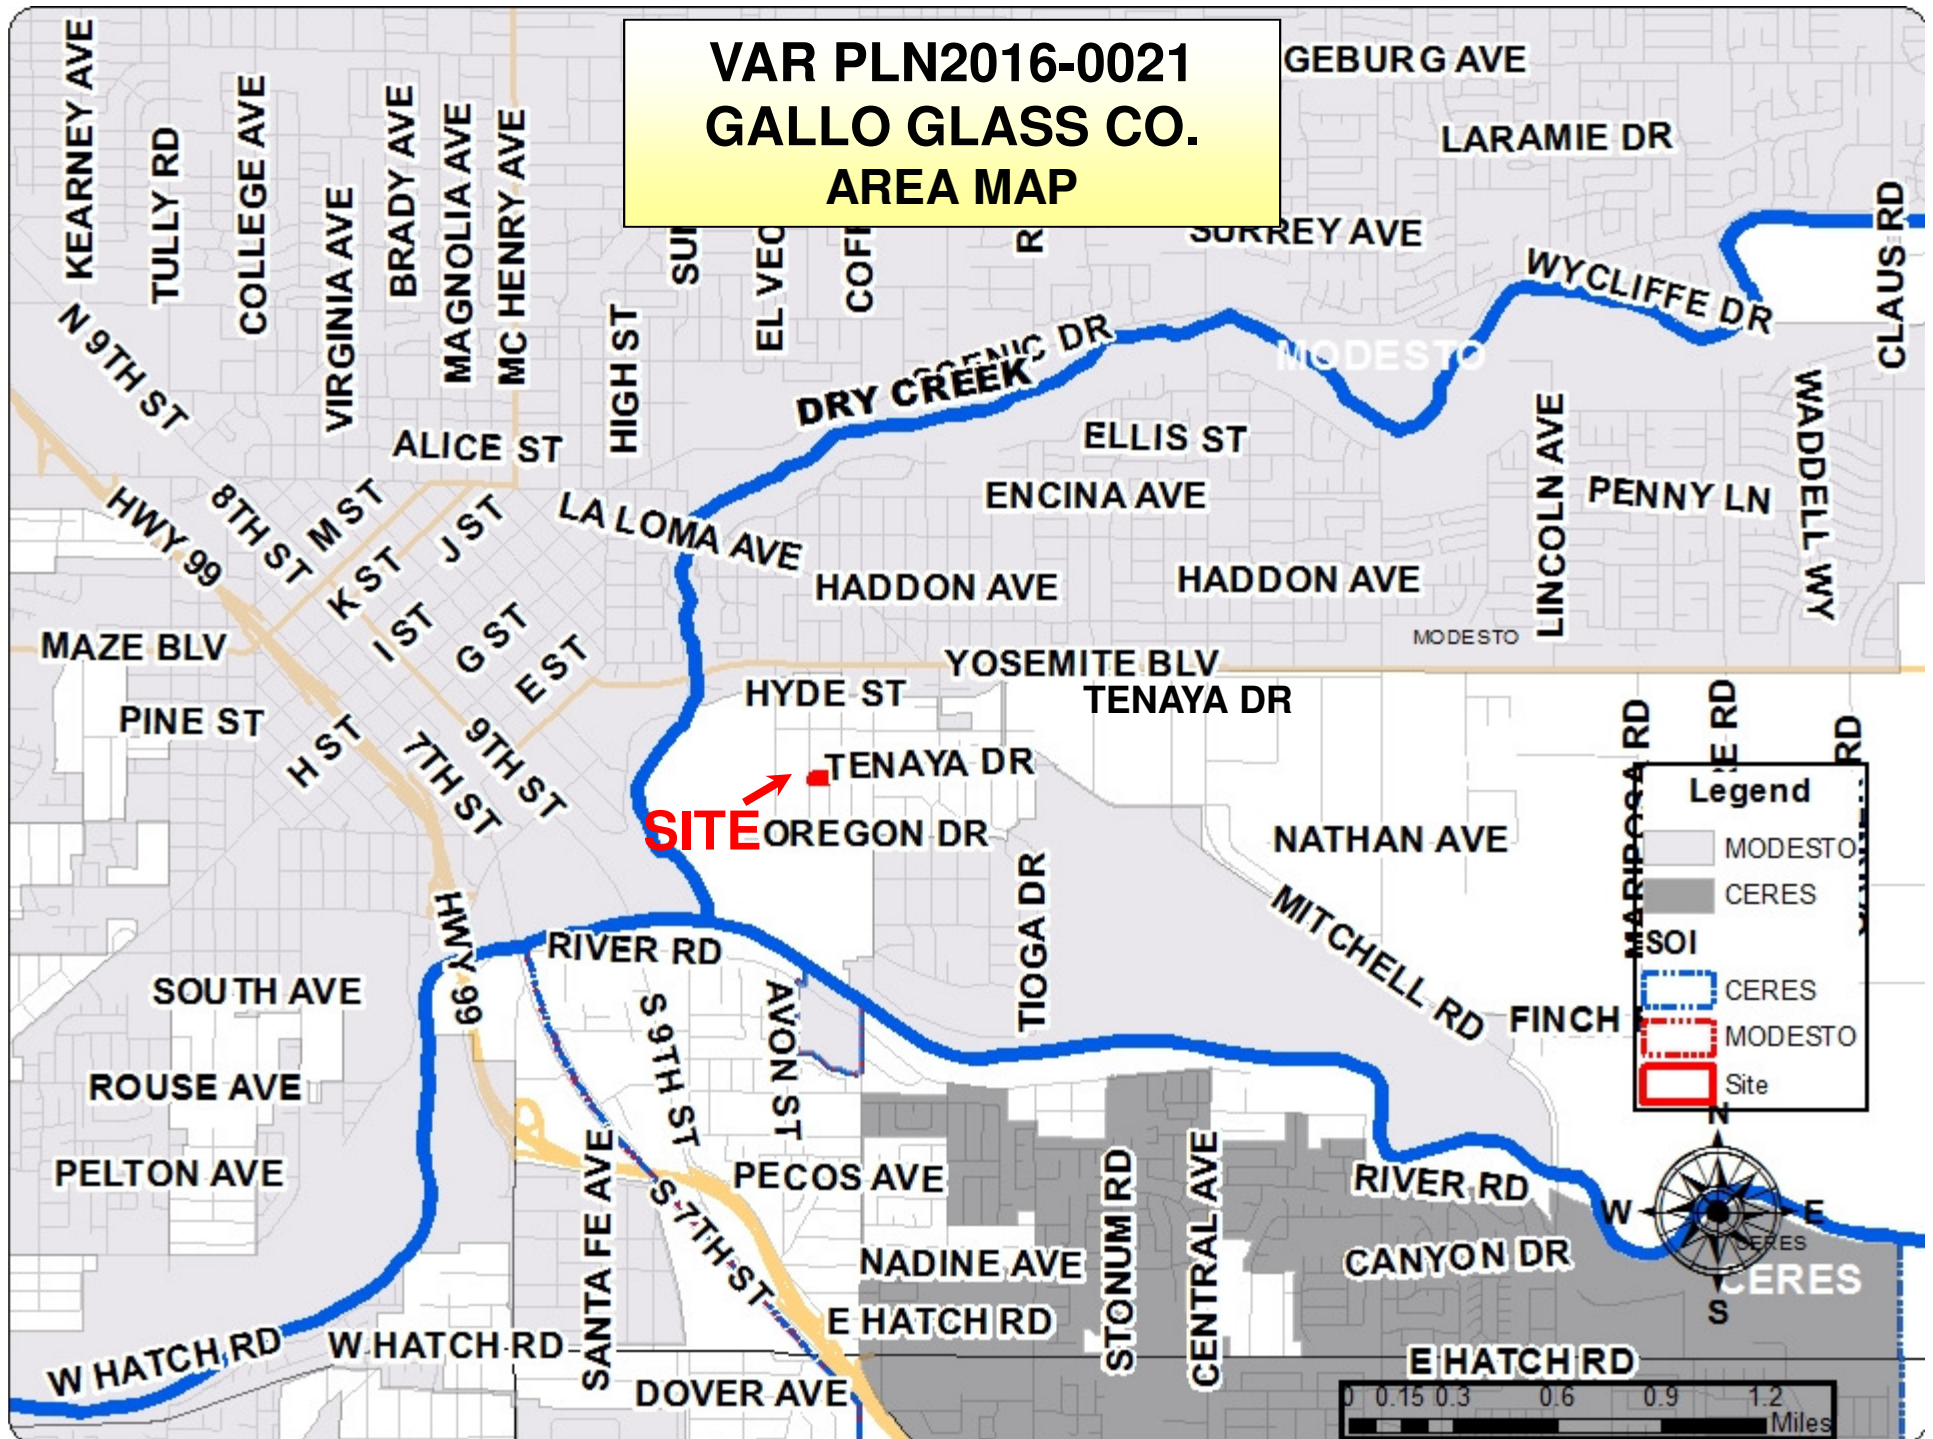 VAR PLN2016-0021
GALLO GLASS CO.
AREA MAP
GEBURG AVE
LARAMIE DR
KEARNEY AVE
TULLY RD
COLLEGE AVE
VIRGINIA AVE
BRADY AVE
MAGNOLIA AVE
MC HENRY AVE
HIGH ST
EL VEC
SURREY AVE
WYCLIFFE DR
CLAUS RD
N 9TH ST
SCENIC DR
DRY CREEK
MODESTO
ALICE ST
ELLIS ST
LINCOLN AVE
WADDELL WY
HWY 99
8TH ST
M ST
K ST
J ST
LA LOMA AVE
ENCINA AVE
PENNY LN
HADDON AVE
HADDON AVE
I ST
G ST
E ST
MAZE BLV
MODESTO
YOSEMITE BLV
HYDE ST
TENAYA DR
PINE ST
H ST
7TH ST
9TH ST
TENAYA DR
SITE
OREGON DR
NATHAN AVE
MARIPOSA RD
E RD
RD
Legend
MODESTO
CERES
SOI
CERES
MODESTO
Site
TIOGA DR
MITCHELL RD
HWY 99
RIVER RD
SOUTH AVE
S 9TH ST
AVON ST
FINCH
ROUSE AVE
PELTON AVE
SANTA FE AVE
PECOS AVE
STONUM RD
CENTRAL AVE
RIVER RD
N
W
E
S
S 7TH ST
NADINE AVE
CANYON DR
CERES
CERES
E HATCH RD
W HATCH RD
W HATCH RD
E HATCH RD
DOVER AVE
0 0.15 0.3 0.6 0.9 1.2
Miles